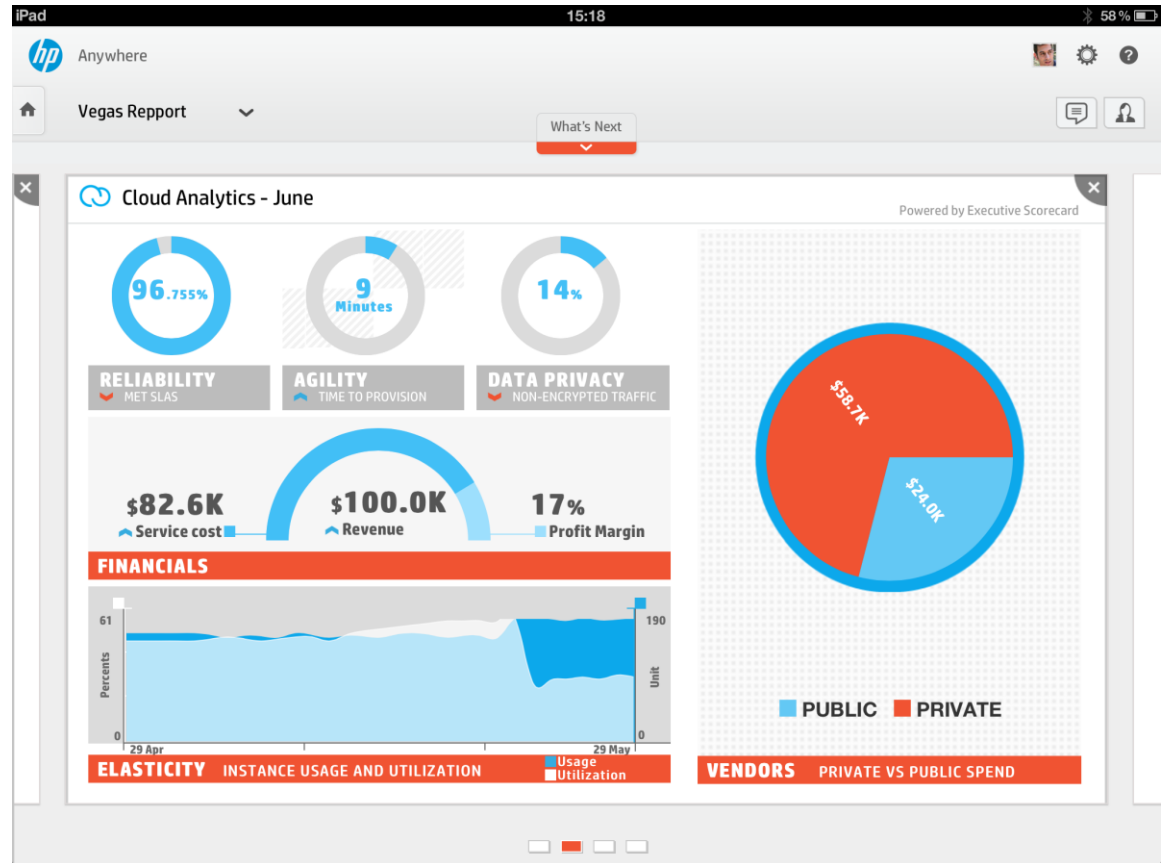 iPad
15:18
58 %
hp
Anywhere
?
Vegas Repport
What's Next
Cloud Analytics - June
Powered by Executive Scorecard
96.755%
9
Minutes
14%
RELIABILITY
MET SLAS
AGILITY
TIME TO PROVISION
DATA PRIVACY
NON-ENCRYPTED TRAFFIC
$82.6K
Service cost
$100.0K
Revenue
17%
Profit Margin
FINANCIALS
61
Percents
0
29 Apr
29 May
190
Unit
0
ELASTICITY INSTANCE USAGE AND UTILIZATION
Usage
Utilization
$58.7K
$24.0K
PUBLIC PRIVATE
VENDORS PRIVATE VS PUBLIC SPEND